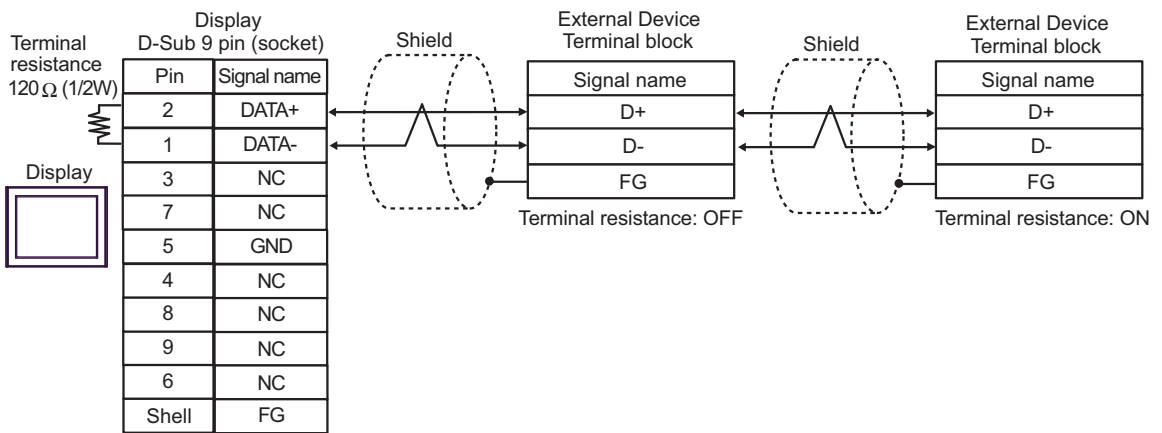 Display
D-Sub 9 pin (socket)
Terminal
resistance
120Ω (1/2W)
Display
Pin Signal name
2 DATA+
1 DATA-
3 NC
7 NC
5 GND
4 NC
8 NC
9 NC
6 NC
Shell FG
Shield
External Device
Terminal block
Signal name
D+
D-
FG
Terminal resistance: OFF
Shield
External Device
Terminal block
Signal name
D+
D-
FG
Terminal resistance: ON